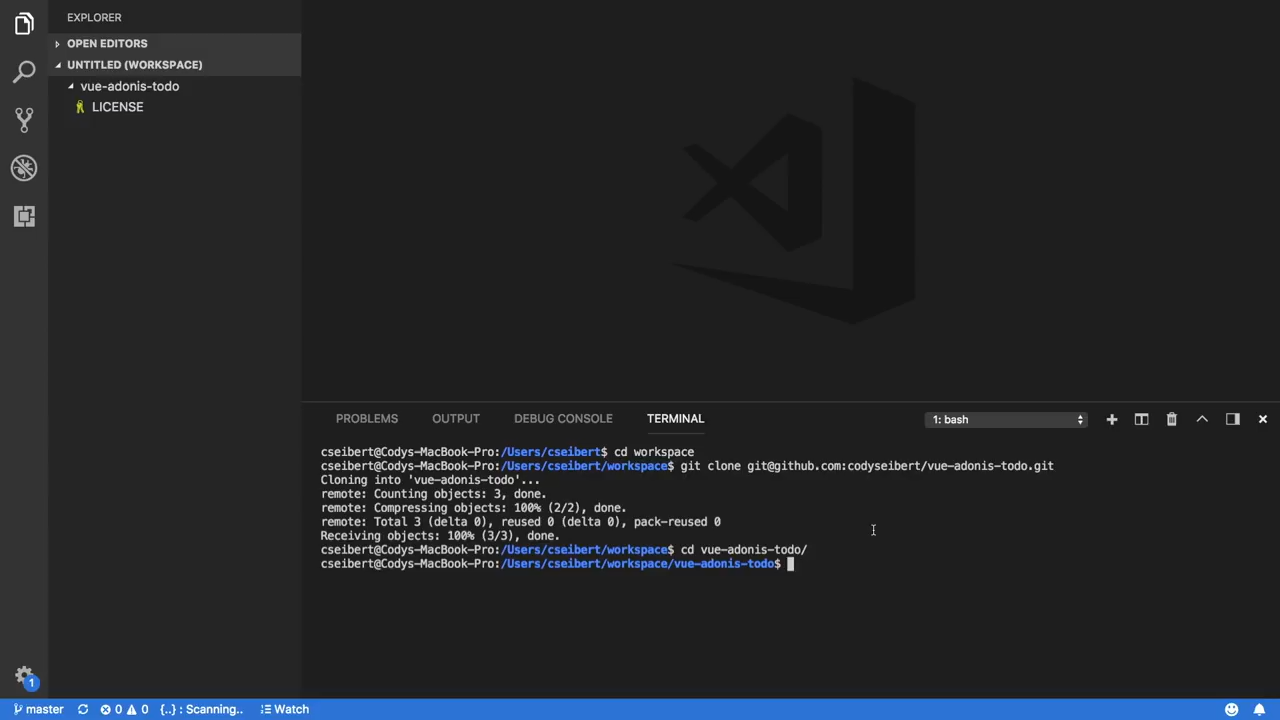 EXPLORER
OPEN EDITORS
UNTITLED (WORKSPACE)
vue-adonis-todo
LICENSE
PROBLEMS OUTPUT DEBUG CONSOLE TERMINAL 1: bash
cseibert@Codys-MacBook-Pro:/Users/cseibert$ cd workspace
cseibert@Codys-MacBook-Pro:/Users/cseibert/workspace$ git clone git@github.com:codyseibert/vue-adonis-todo.git
Cloning into 'vue-adonis-todo'...
remote: Counting objects: 3, done.
remote: Compressing objects: 100% (2/2), done.
remote: Total 3 (delta 0), reused 0 (delta 0), pack-reused 0
Receiving objects: 100% (3/3), done.
cseibert@Codys-MacBook-Pro:/Users/cseibert/workspace$ cd vue-adonis-todo/
cseibert@Codys-MacBook-Pro:/Users/cseibert/workspace/vue-adonis-todo$
1
master 0 0 {..} : Scanning.. Watch